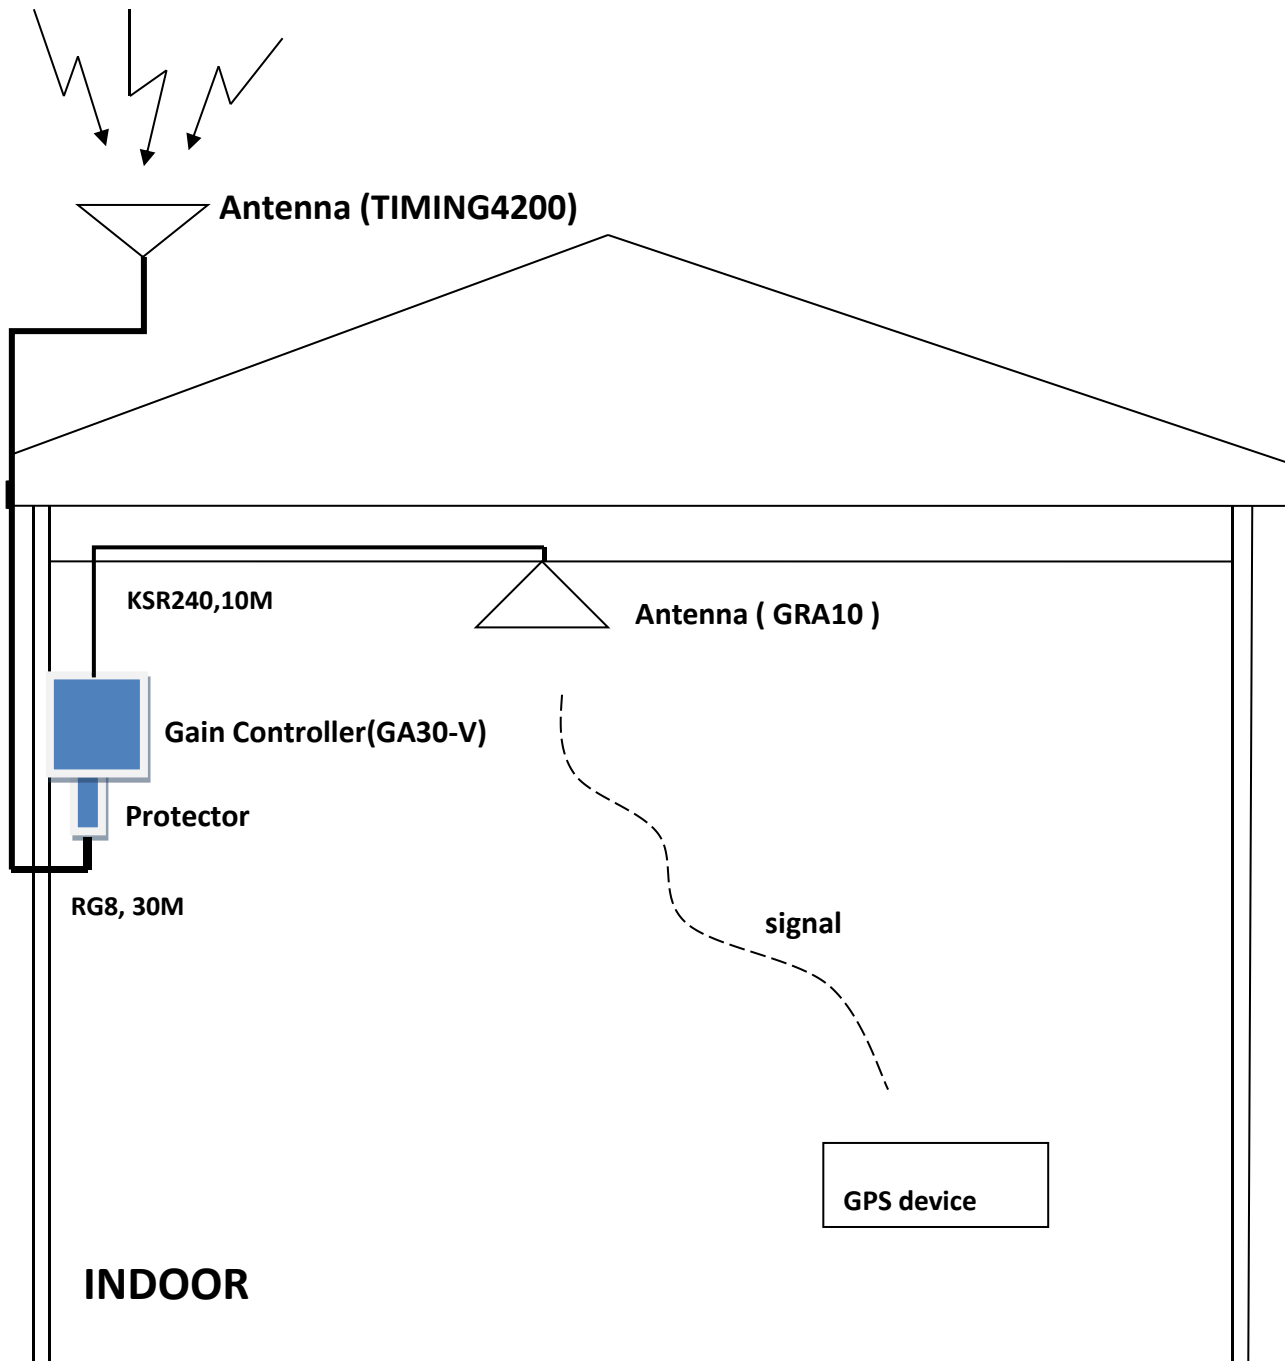 Antenna (TIMING4200)
KSR240,10M
Antenna ( GRA10 )
Gain Controller(GA30-V)
Protector
RG8, 30M
signal
GPS device
INDOOR